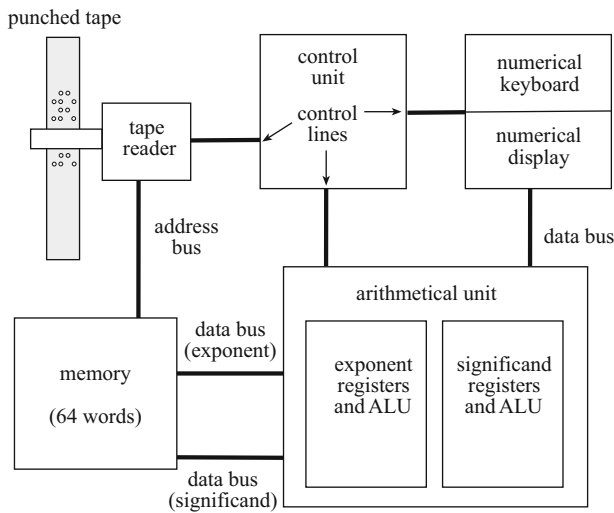 punched tape
tape
reader
control
unit
control
lines
numerical
keyboard
numerical
display
address
bus
data bus
arithmetical unit
data bus
(exponent)
memory
(64 words)
exponent
registers
and ALU
significand
registers
and ALU
data bus
(significand)